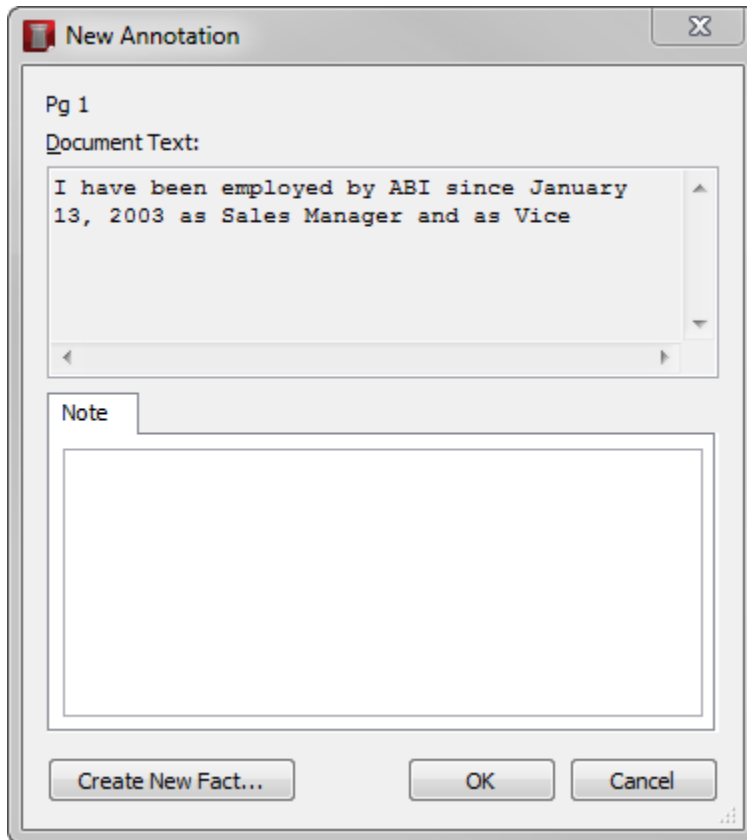 New Annotation
Pg 1
Document Text:
I have been employed by ABI since January
13, 2003 as Sales Manager and as Vice
Note
Create New Fact...
OK
Cancel